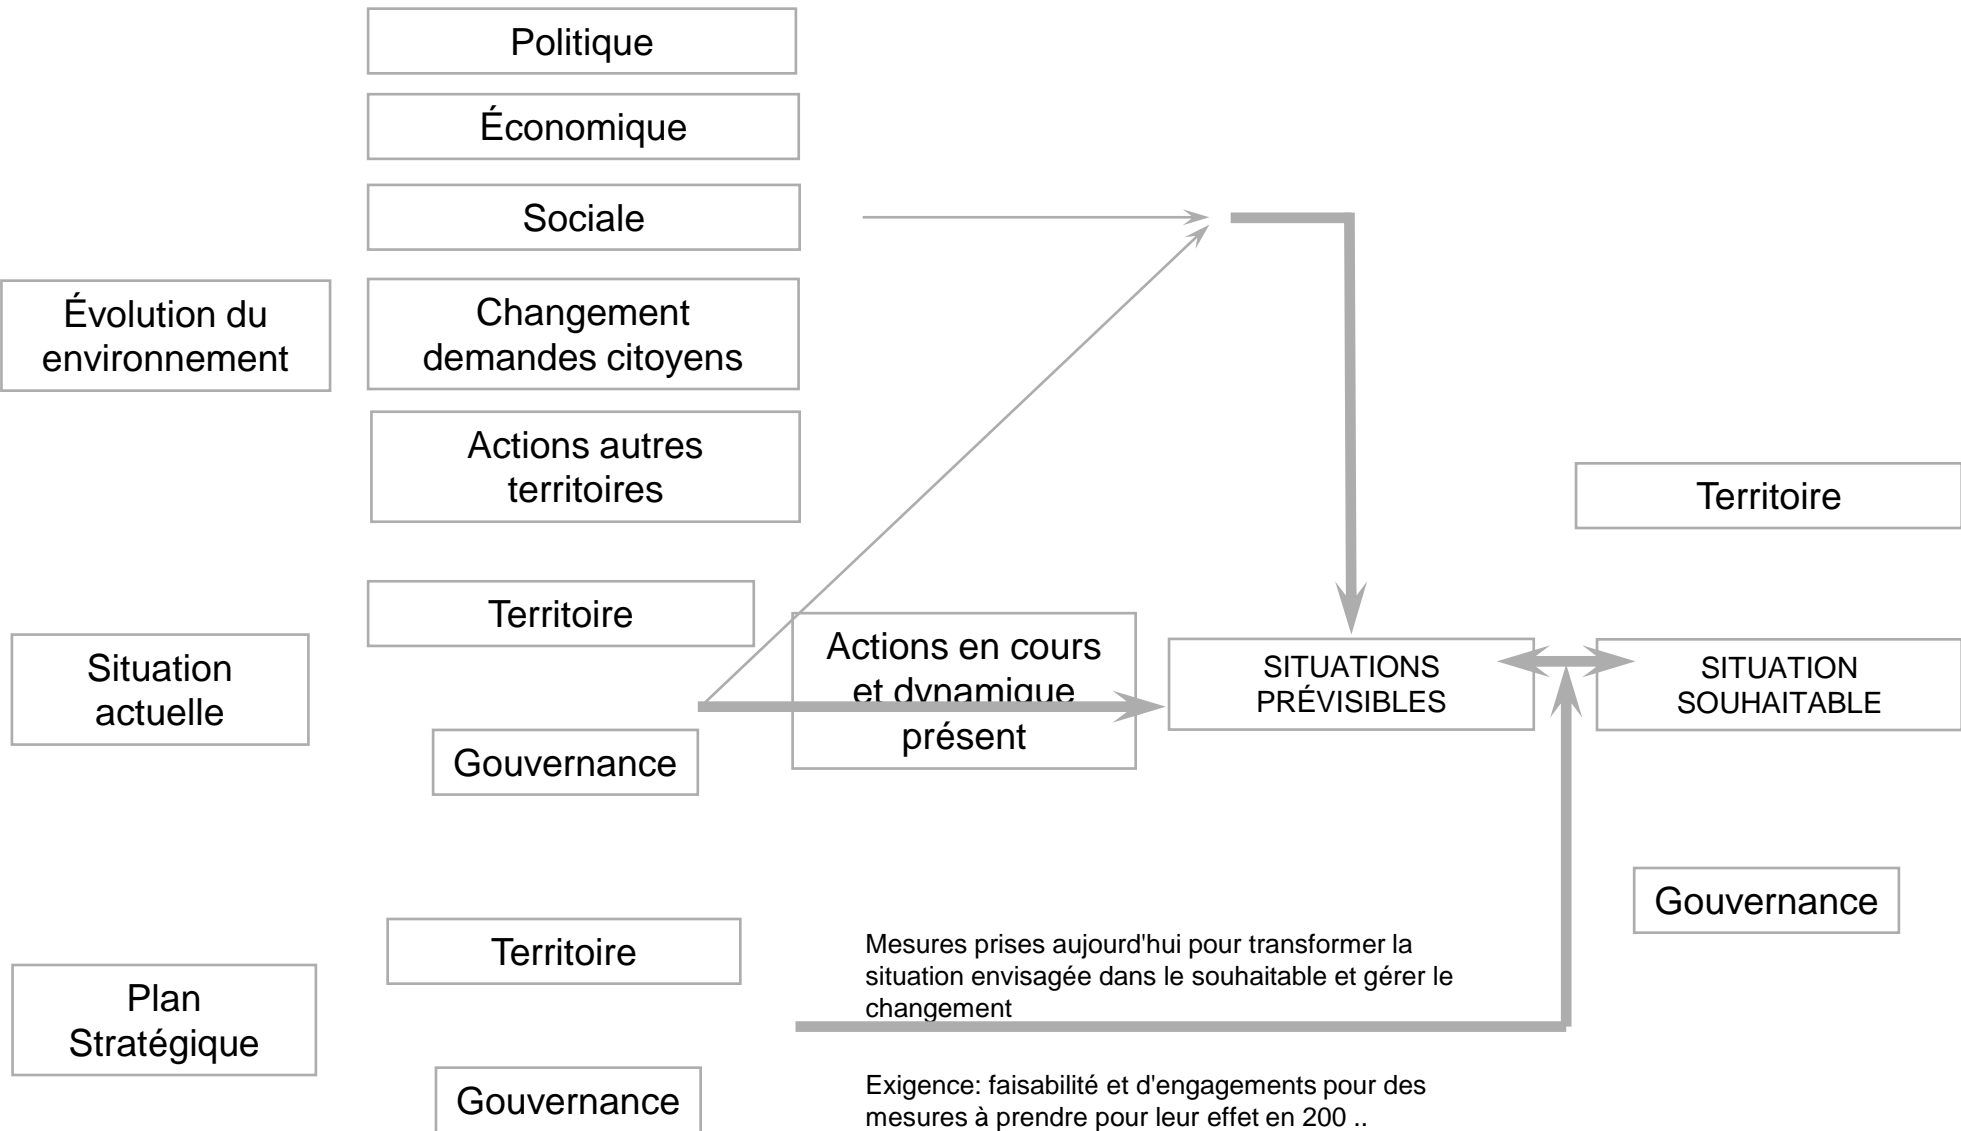 Politique
Économique
Sociale
Évolution du
environnement
Changement
demandes citoyens
Actions autres
territoires
Territoire
Situation
actuelle
Territoire
Gouvernance
Actions en cours
et dynamique
présent
SITUATIONS
PRÉVISIBLES
SITUATION
SOUHAITABLE
Gouvernance
Plan
Stratégique
Territoire
Gouvernance
Mesures prises aujourd'hui pour transformer la
situation envisagée dans le souhaitable et gérer le
changement
Exigence: faisabilité et d'engagements pour des
mesures à prendre pour leur effet en 200 ..